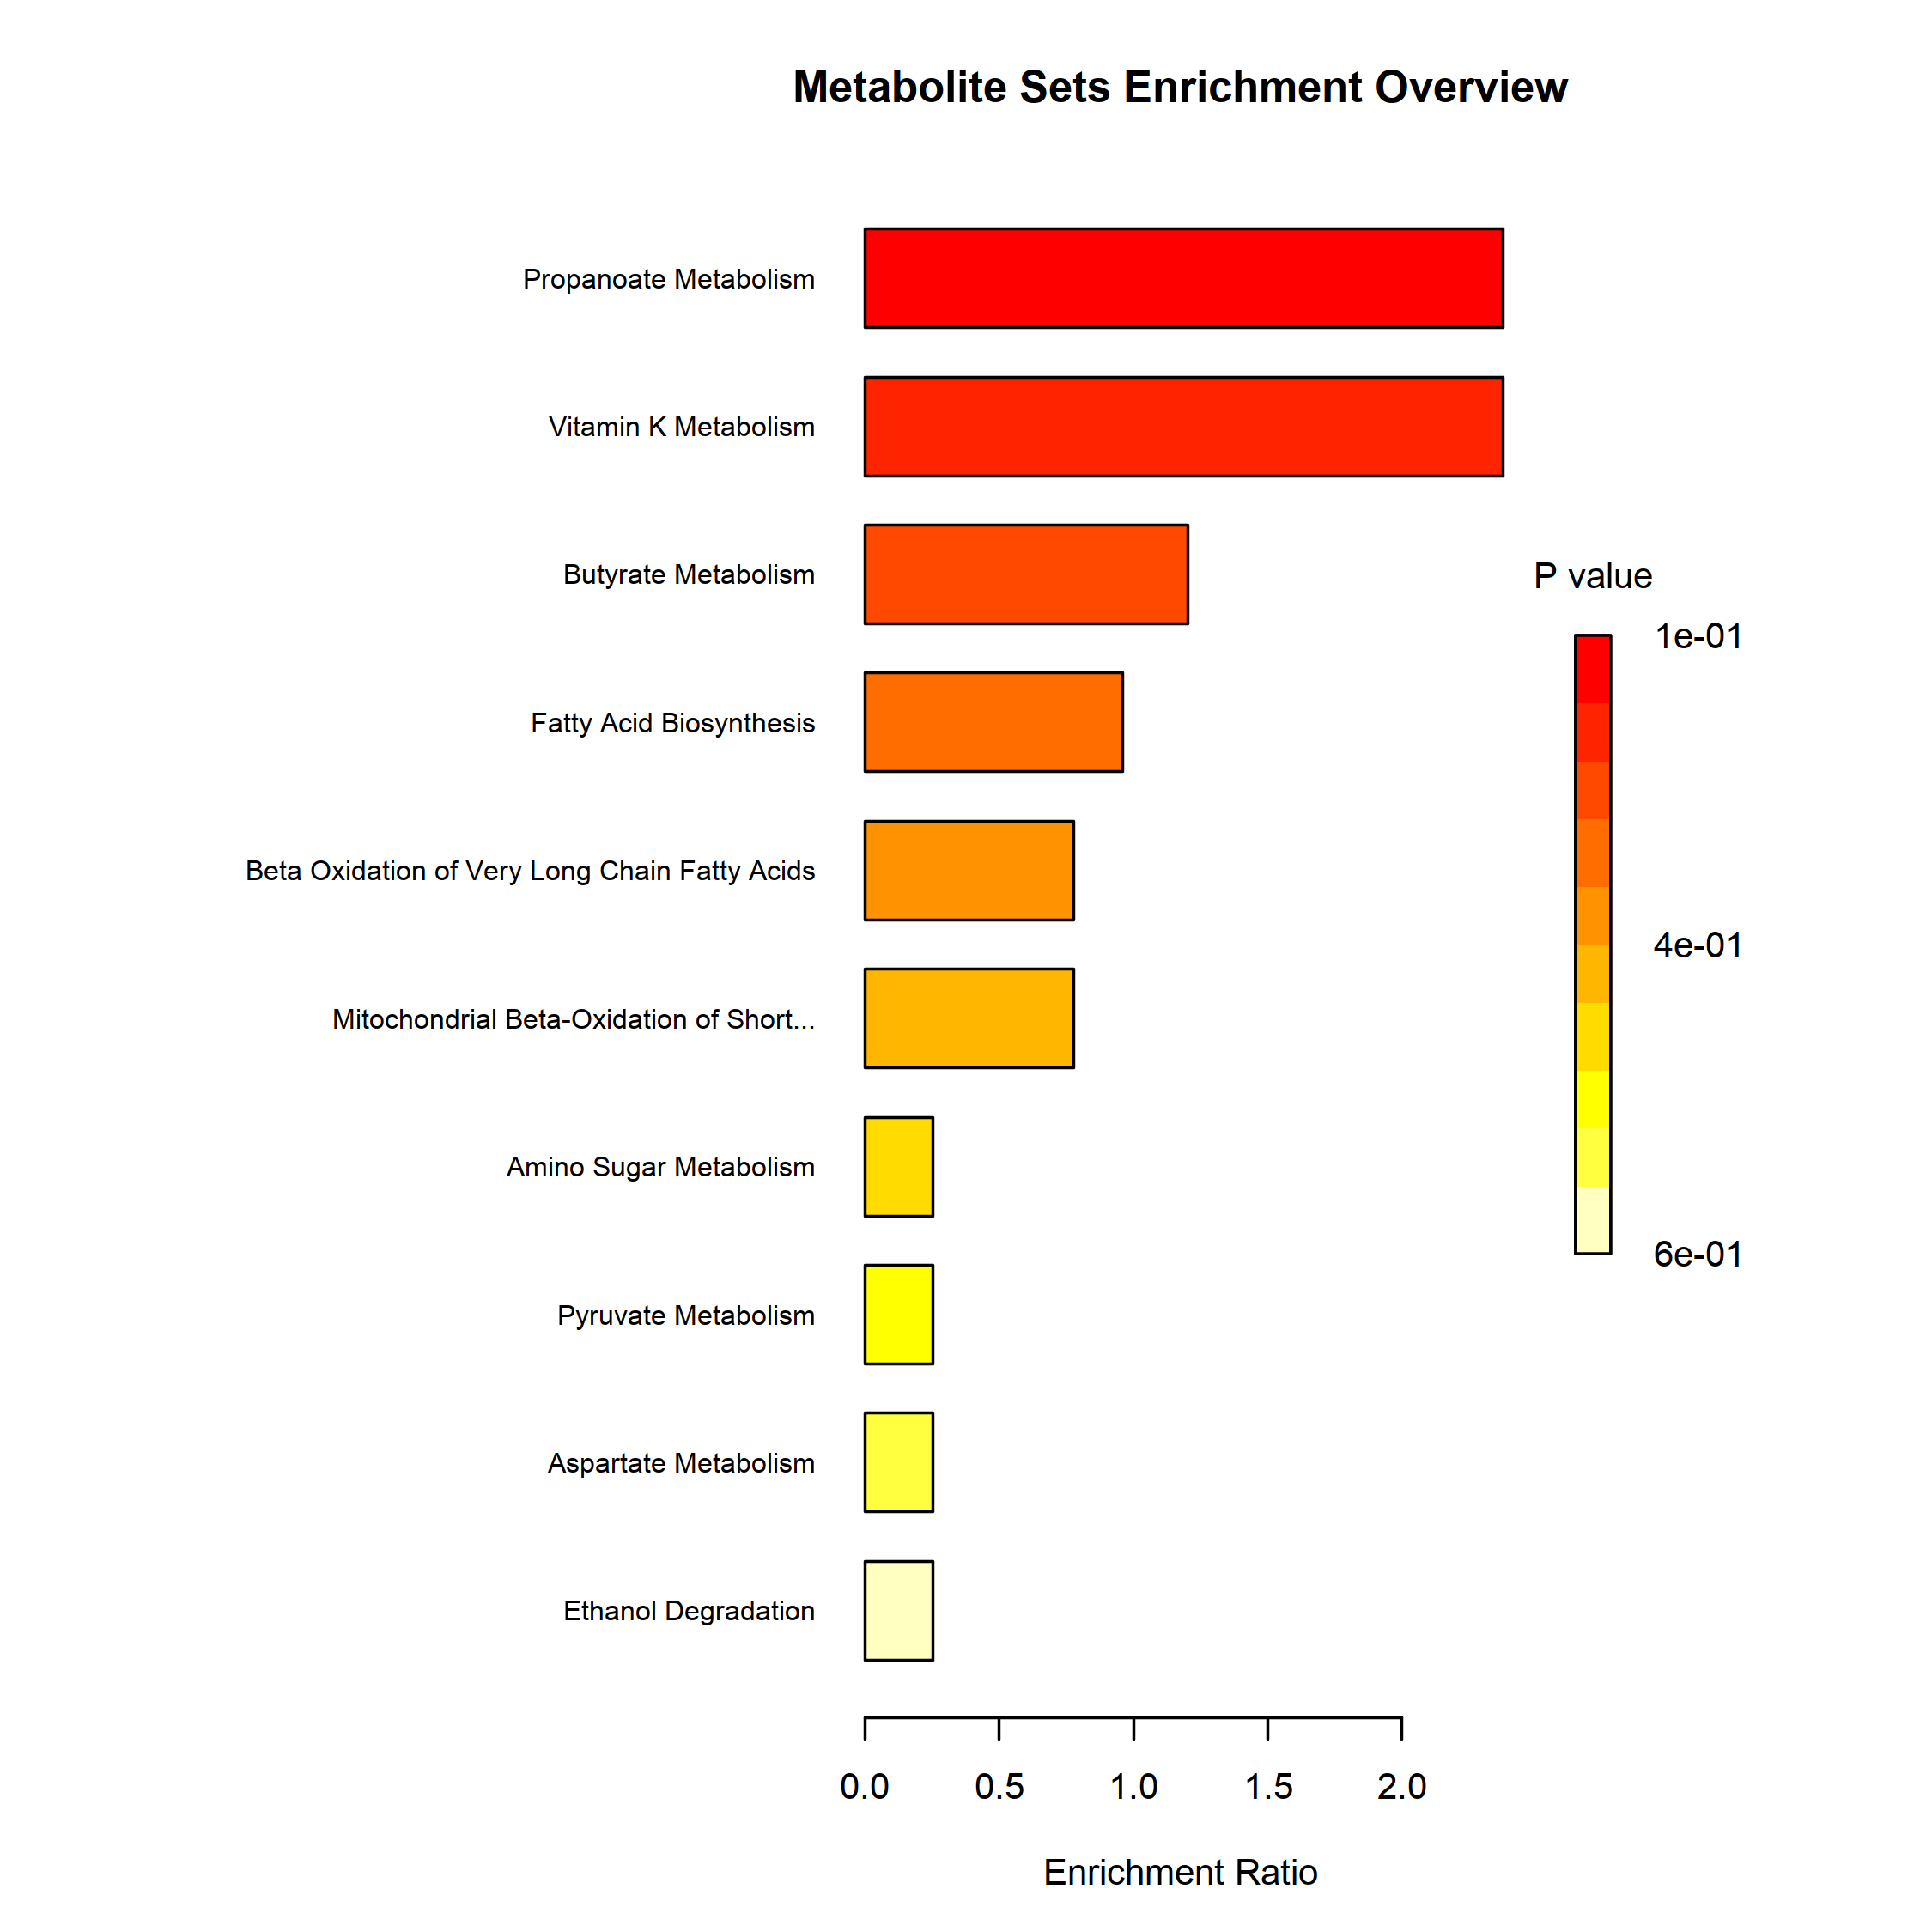 Metabolite Sets Enrichment Overview
Propanoate Metabolism
Vitamin K Metabolism
Butyrate Metabolism
Fatty Acid Biosynthesis
Beta Oxidation of Very Long Chain Fatty Acids
Mitochondrial Beta-Oxidation of Short...
Amino Sugar Metabolism
Pyruvate Metabolism
Aspartate Metabolism
Ethanol Degradation
P value
1e-01
4e-01
6e-01
0.0 0.5 1.0 1.5 2.0
Enrichment Ratio